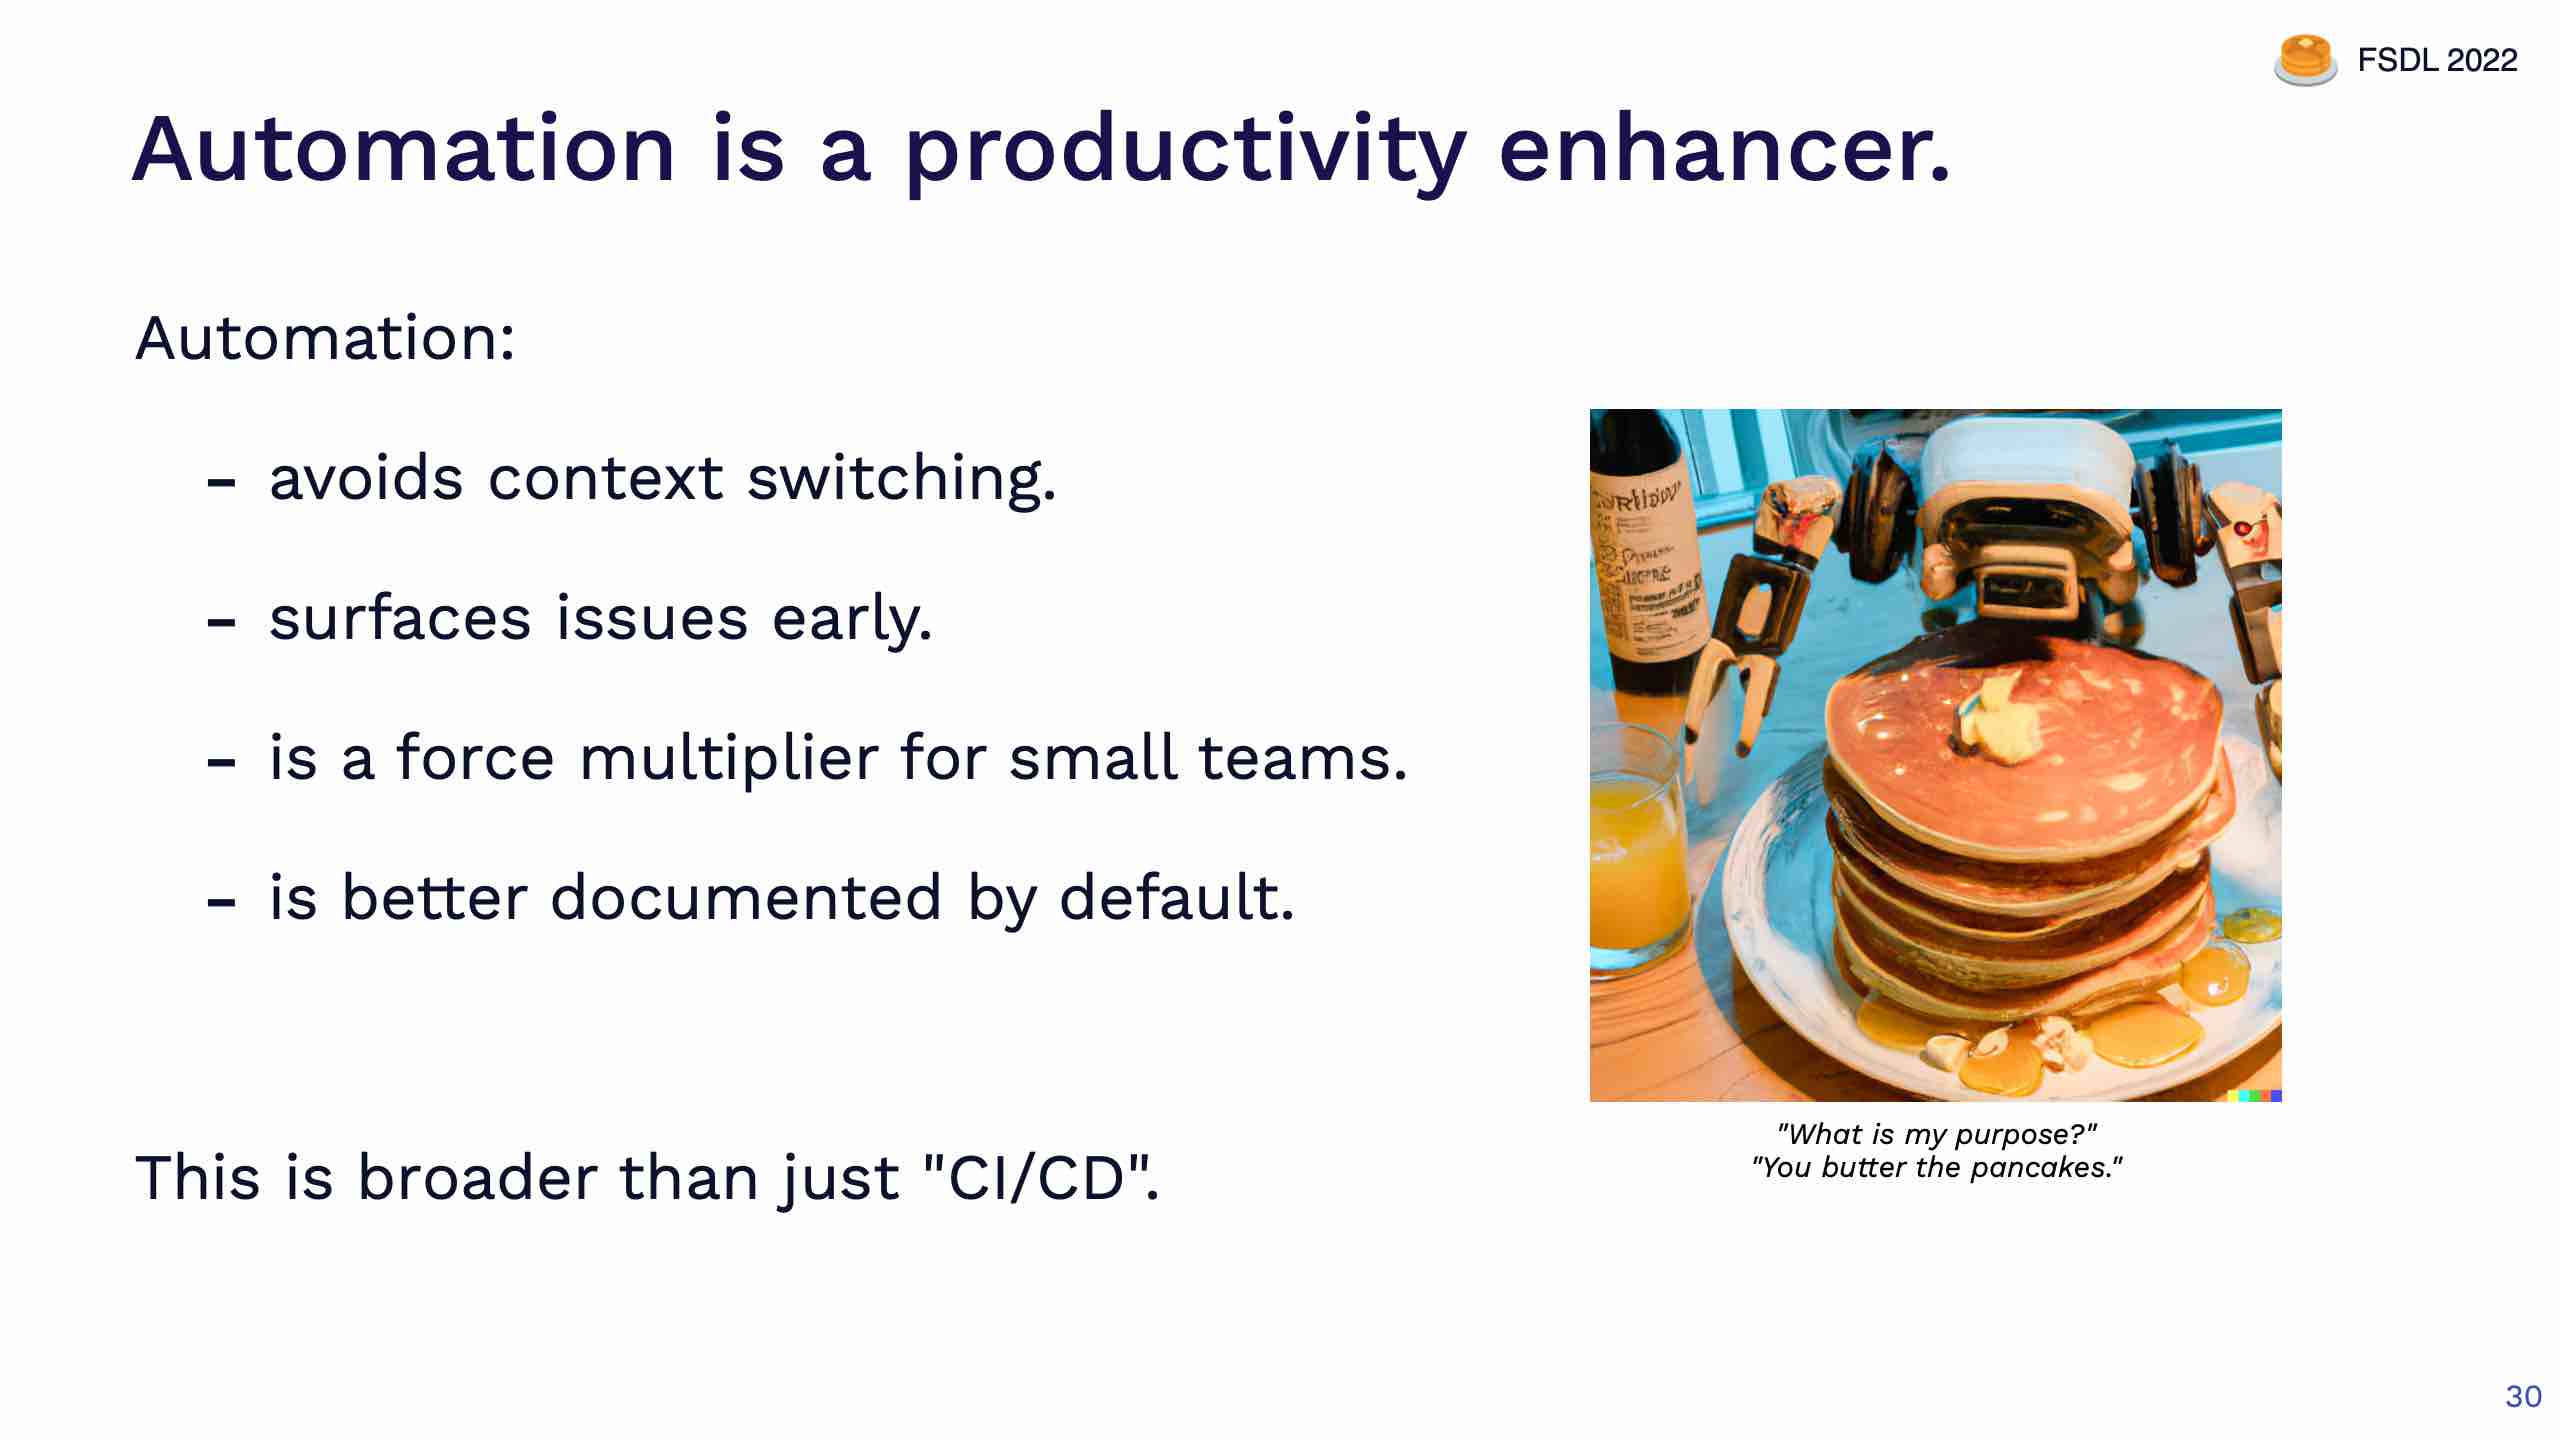 FSDL 2022
Automation is a productivity enhancer.
Automation:
- avoids context switching.
- surfaces issues early.
- is a force multiplier for small teams.
- is better documented by default.
This is broader than just "CI/CD".
"What is my purpose?"
"You butter the pancakes."
30